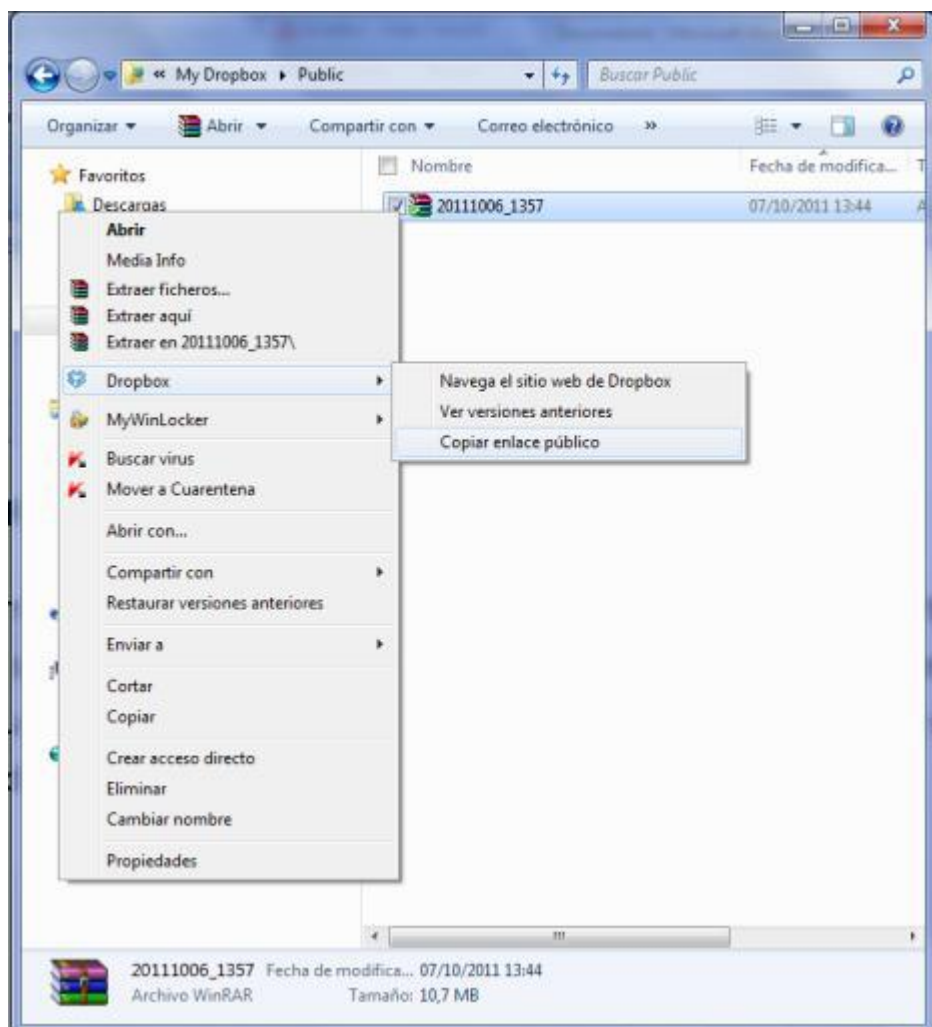 « My Dropbox ▸ Public
Buscar Public
Organizar
Abrir
Compartir con
Correo electrónico
»
Favoritos
Descargas
Nombre
Fecha de modifica...
20111006_1357
07/10/2011 13:44
Abrir
Media Info
Extraer ficheros...
Extraer aquí
Extraer en 20111006_1357\
Dropbox
Navega el sitio web de Dropbox
Ver versiones anteriores
Copiar enlace público
MyWinLocker
Buscar virus
Mover a Cuarentena
Abrir con...
Compartir con
Restaurar versiones anteriores
Enviar a
Cortar
Copiar
Crear acceso directo
Eliminar
Cambiar nombre
Propiedades
20111006_1357 Fecha de modifica... 07/10/2011 13:44
Archivo WinRAR Tamaño: 10,7 MB